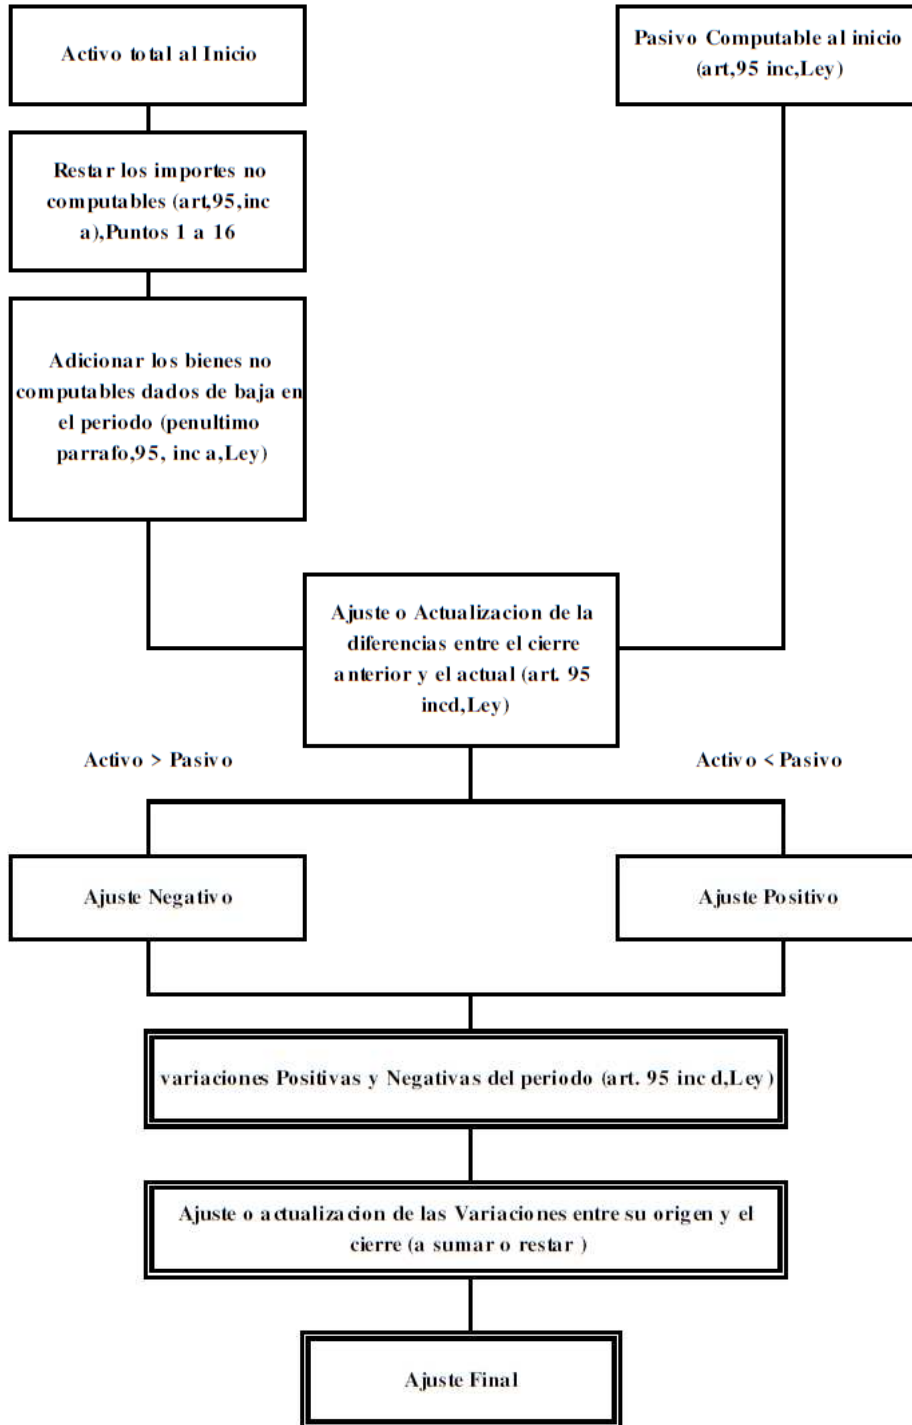 Activo total al Inicio
Pasivo Computable al inicio
(art,95 inc,Ley)
Restar los importes no
computables (art,95,inc
a),Puntos 1 a 16
Adicionar los bienes no
computables dados de baja en
el periodo (penultimo
parrafo,95, inc a,Ley)
Ajuste o Actualizacion de la
diferencias entre el cierre
anterior y el actual (art. 95
incd,Ley)
Activo > Pasivo
Activo < Pasivo
Ajuste Negativo
Ajuste Positivo
variaciones Positivas y Negativas del periodo (art. 95 inc d,Ley)
Ajuste o actualizacion de las Variaciones entre su origen y el
cierre (a sumar o restar )
Ajuste Final